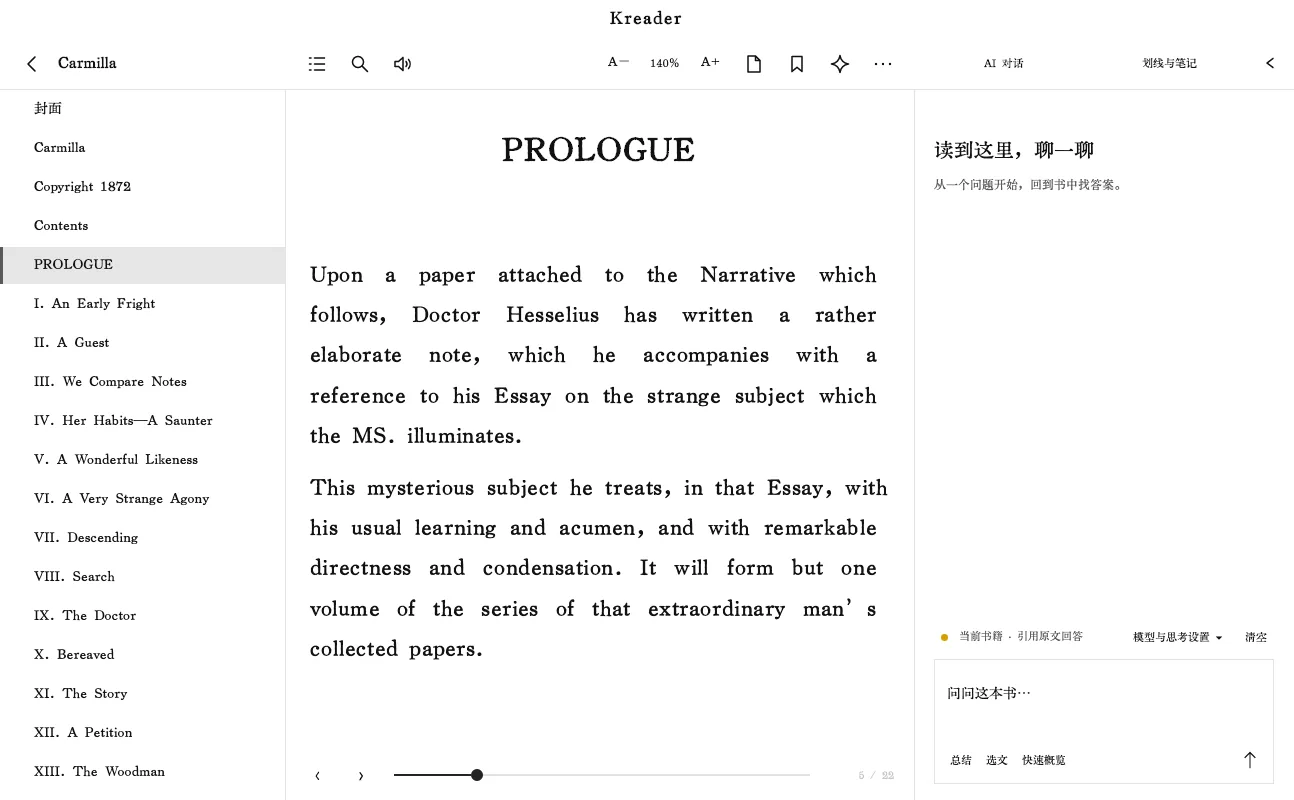 Kreader
Carmilla
A− 140% A+
AI 对话
划线与笔记
封面
Carmilla
Copyright 1872
Contents
PROLOGUE
I. An Early Fright
II. A Guest
III. We Compare Notes
IV. Her Habits—A Saunter
V. A Wonderful Likeness
VI. A Very Strange Agony
VII. Descending
VIII. Search
IX. The Doctor
X. Bereaved
XI. The Story
XII. A Petition
XIII. The Woodman
PROLOGUE
Upon a paper attached to the Narrative which
follows, Doctor Hesselius has written a rather
elaborate note, which he accompanies with a
reference to his Essay on the strange subject which
the MS. illuminates.
This mysterious subject he treats, in that Essay, with
his usual learning and acumen, and with remarkable
directness and condensation. It will form but one
volume of the series of that extraordinary man’s
collected papers.
5 / 22
读到这里，聊一聊
从一个问题开始，回到书中找答案。
当前书籍 · 引用原文回答
模型与思考设置
清空
问问这本书…
总结 选文 快速概览